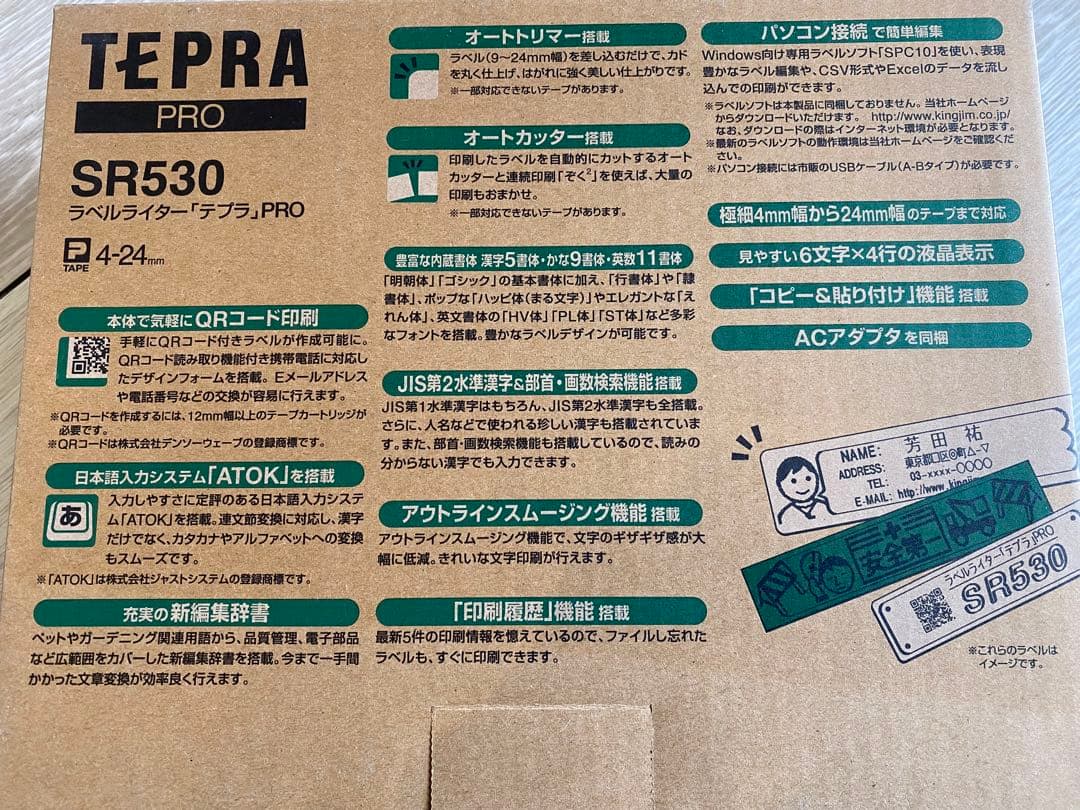 TEPRA
PRO
SR530
ラベルライター「テプラ」PRO
TAPE 4-24mm
本体で気軽にQRコード印刷
手軽にQRコード付きラベルが作成可能に。
QRコード読み取り機能付き携帯電話に対応し
たデザインフォームを搭載。Eメールアドレス
や電話番号などの交換が容易に行えます。
※QRコードを作成するには、12mm幅以上のテープカートリッジが
必要です。
※QRコードは株式会社デンソーウェーブの登録商標です。
日本語入力システム「ATOK」を搭載
あ
入力しやすさに定評のある日本語入力システ
ム「ATOK」を搭載。連文節変換に対応し、漢字
だけでなく、カタカナやアルファベットへの変換
もスムーズです。
※「ATOK」は株式会社ジャストシステムの登録商標です。
充実の新編集辞書
ペットやガーデニング関連用語から、品質管理、電子部品
など広範囲をカバーした新編集辞書を搭載。今まで一手間
かかった文章変換が効率良く行えます。
オートトリマー搭載
ラベル(9〜24mm幅)を差し込むだけで、カド
を丸く仕上げ、はがれに強く美しい仕上がりです。
※一部対応できないテープがあります。
オートカッター搭載
印刷したラベルを自動的にカットするオート
カッターと連続印刷「ぞく²」を使えば、大量の
印刷もおまかせ。
※一部対応できないテープがあります。
豊富な内蔵書体 漢字5書体・かな9書体・英数11書体
「明朝体」「ゴシック」の基本書体に加え、「行書体」や「隷
書体」、ポップな「ハッピ体(まる文字)」やエレガントな「え
れん体」、英文書体の「HV体」「PL体」「ST体」など多彩
なフォントを搭載。豊かなラベルデザインが可能です。
JIS第2水準漢字&部首・画数検索機能搭載
JIS第1水準漢字はもちろん、JIS第2水準漢字も全搭載。
さらに、人名などで使われる珍しい漢字も搭載されていま
す。また、部首・画数検索機能も搭載しているので、読みの
分からない漢字でも入力できます。
アウトラインスムージング機能 搭載
アウトラインスムージング機能で、文字のギザギザ感が大
幅に低減。きれいな文字印刷が行えます。
「印刷履歴」機能 搭載
最新5件の印刷情報を憶えているので、ファイルし忘れた
ラベルも、すぐに印刷できます。
パソコン接続 で簡単編集
Windows向け専用ラベルソフト「SPC10」を使い、表現
豊かなラベル編集や、CSV形式やExcelのデータを流し
込んでの印刷ができます。
※ラベルソフトは本製品に同梱しておりません。当社ホームページ
からダウンロードいただけます。 http://www.kingjim.co.jp/
なお、ダウンロードの際はインターネット環境が必要となります。
※最新のラベルソフトの動作環境は当社ホームページをご確認くだ
さい。
※パソコン接続には市販のUSBケーブル(A-Bタイプ)が必要です。
極細4mm幅から24mm幅のテープまで対応
見やすい6文字×4行の液晶表示
「コピー&貼り付け」機能 搭載
ACアダプタを同梱
NAME: 芳田 祐
ADDRESS: 東京都口区◎町△-▽
TEL: 03-xxxx-○○○○
E-MAIL: http://www.kingjim
安全第一
ラベルライター「テプラ」PRO
SR530
※これらのラベルは
イメージです。